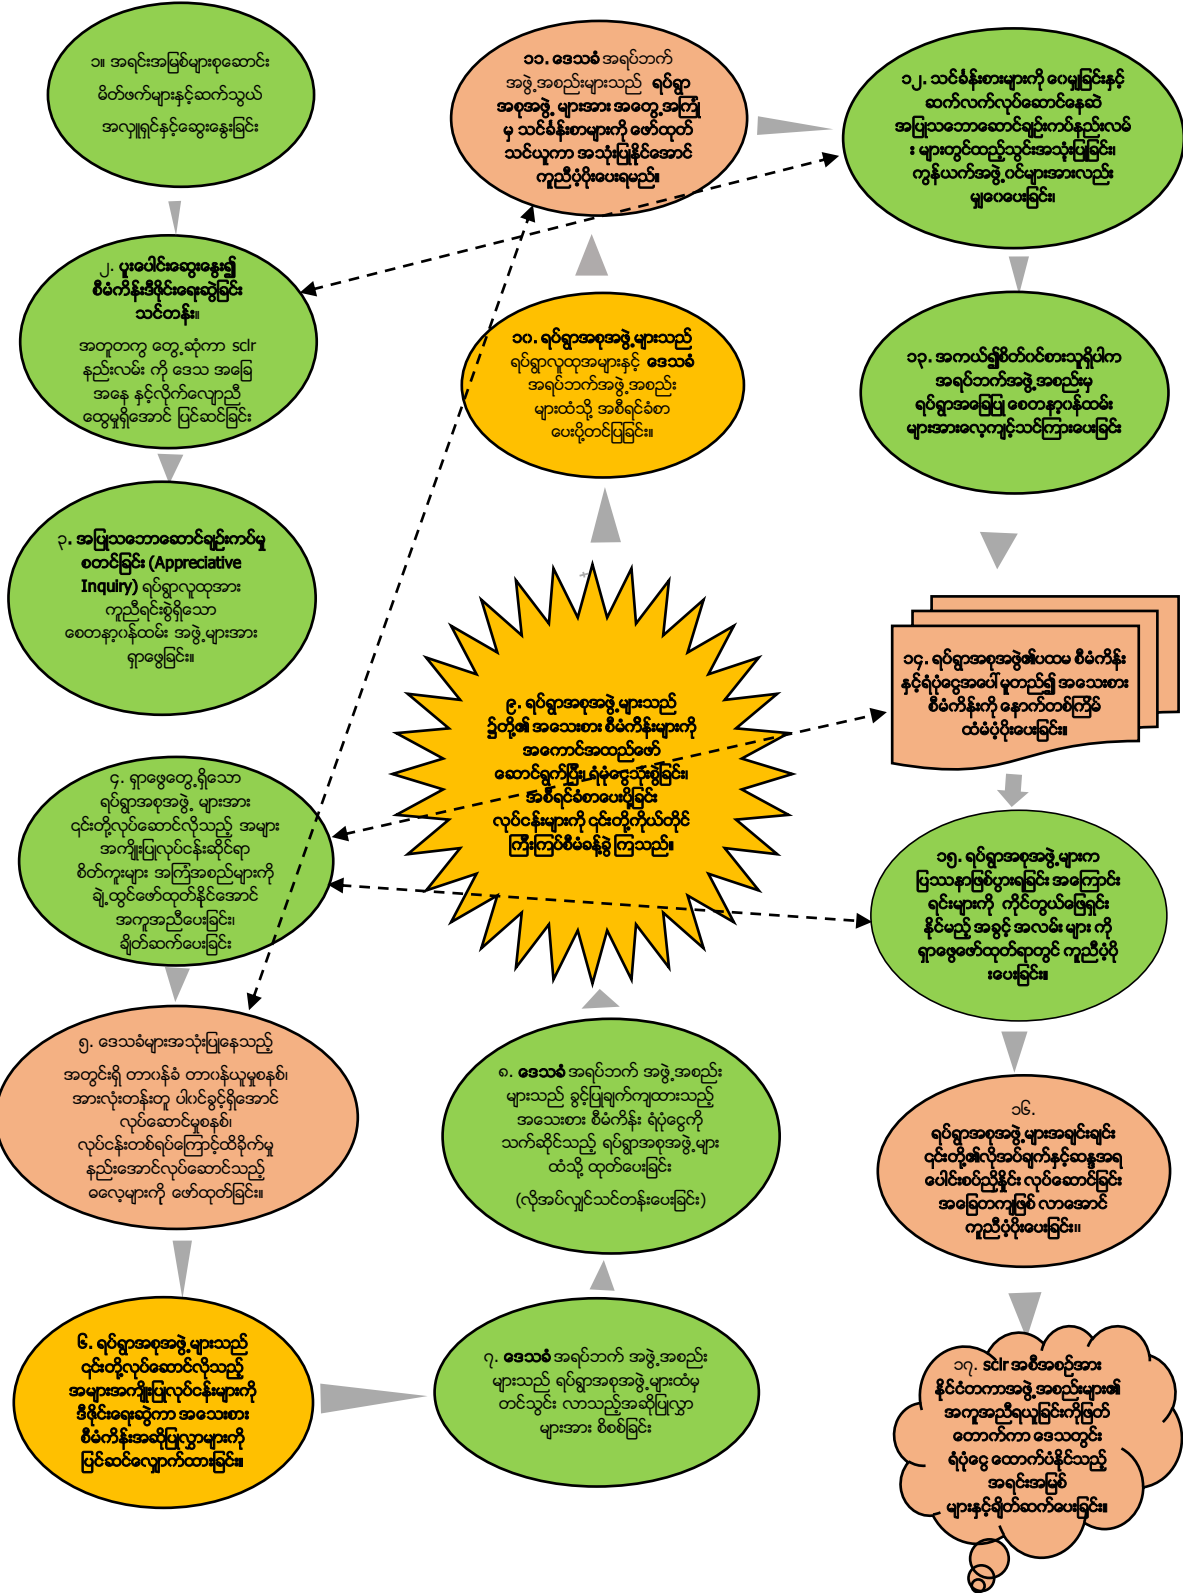 ၁။ အရင်းအမြစ်များစုဆောင်း
မိတ်ဖက်များနှင့်ဆက်သွယ်
အလှူရှင်နှင့်ဆွေးနွေးခြင်း
၂. ပူးပေါင်းဆွေးနွေး၍
စီမံကိန်းဒီဇိုင်းရေးဆွဲခြင်း
သင်တန်း။
အတူတကွ တွေ့ဆုံကာ sclr
နည်းလမ်း ကို ဒေသ အခြေ
အနေ နှင့်လိုက်လျောညီ
ထွေမှုရှိအောင် ပြင်ဆင်ခြင်း
၃. အပြုသဘောဆောင်ချဉ်းကပ်မှု
စတင်ခြင်း (Appreciative
Inquiry) ရပ်ရွာလူထုအား
ကူညီရင်းစွဲရှိသော
စေတနာ့ဝန်ထမ်း အဖွဲ့များအား
ရှာဖွေခြင်း။
၄. ရှာဖွေတွေ့ရှိသော
ရပ်ရွာအစုအဖွဲ့ များအား
၎င်းတို့လုပ်ဆောင်လိုသည့် အများ
အကျိုးပြုလုပ်ငန်းဆိုင်ရာ
စိတ်ကူးများ အကြံအစည်များကို
ချဲ့ထွင်ဖော်ထုတ်နိုင်အောင်
အကူအညီပေးခြင်း၊
ချိတ်ဆက်ပေးခြင်း
၅. ဒေသခံများအသုံးပြုနေသည့်
အတွင်းရှိ တာဝန်ခံ တာဝန်ယူမှုစနစ်၊
အားလုံးတန်းတူ ပါဝင်ခွင့်ရှိအောင်
လုပ်ဆောင်မှုစနစ်၊
လုပ်ငန်းတစ်ရပ်ကြောင့်ထိခိုက်မှု
နည်းအောင်လုပ်ဆောင်သည့်
ဓလေ့များကို ဖော်ထုတ်ခြင်း။
၆. ရပ်ရွာအစုအဖွဲ့များသည်
၎င်းတို့လုပ်ဆောင်လိုသည့်
အများအကျိုးပြုလုပ်ငန်းများကို
ဒီဇိုင်းရေးဆွဲကာ အသေးစား
စီမံကိန်းအဆိုပြုလွှာများကို
ပြင်ဆင်လျှောက်ထားခြင်း။
၇. ဒေသခံ အရပ်ဘက် အဖွဲ့အစည်း
များသည် ရပ်ရွာအစုအဖွဲ့များထံမှ
တင်သွင်း လာသည့်အဆိုပြုလွှာ
များအား စိစစ်ခြင်း
၈. ဒေသခံ အရပ်ဘက် အဖွဲ့အစည်း
များသည် ခွင့်ပြုချက်ကျထားသည့်
အသေးစား စီမံကိန်း ရံပုံငွေကို
သက်ဆိုင်သည့် ရပ်ရွာအစုအဖွဲ့များ
ထံသို့ ထုတ်ပေးခြင်း
(လိုအပ်လျှင်သင်တန်းပေးခြင်း)
၉. ရပ်ရွာအစုအဖွဲ့များသည်
၌တို့၏ အသေးစား စီမံကိန်းများကို
အကောင်အထည်ဖော်
ဆောင်ရွက်ပြီး၊ ရံမုံငွေသုံးစွဲခြင်း၊
အစီရင်ခံစာပေးပို့ခြင်း
လုပ်ငန်းများကို ၎င်းတို့ကိုယ်တိုင်
ကြီးကြပ်စီမံခန့်ခွဲ ကြသည်။
၁၀. ရပ်ရွာအစုအဖွဲ့များသည်
ရပ်ရွာလူထုအများနှင့် ဒေသခံ
အရပ်ဘက်အဖွဲ့အစည်း
များထံသို့ အစီရင်ခံစာ
ပေးပို့တင်ပြခြင်း။
၁၁. ဒေသခံ အရပ်ဘက်
အဖွဲ့အစည်းများသည် ရပ်ရွာ
အစုအဖွဲ့ များအား အတွေ့အကြုံ
မှ သင်ခန်းစာများကို ဖော်ထုတ်
သင်ယူကာ အသုံးပြုနိုင်အောင်
ကူညီပံ့ပိုးပေးရမည်။
၁၂. သင်ခန်းစားများကို ဝေမျှခြင်းနှင့်
ဆက်လက်လုပ်ဆောင်နေဆဲ
အပြုသဘောဆောင်ချဉ်းကပ်နည်းလမ်
း များတွင်ထည့်သွင်းအသုံးပြုခြင်း၊
ကွန်ယက်အဖွဲ့ဝင်များအားလည်း
မျှဝေပေးခြင်း၊
၁၃. အကယ်၍စိတ်ဝင်စားသူရှိပါက
အရပ်ဘက်အဖွဲ့အစည်းမှ
ရပ်ရွာအခြေပြု စေတနာ့ဝန်ထမ်း
များအားလေ့ကျင့်သင်ကြားပေးခြင်း
၁၄. ရပ်ရွာအစုအဖွဲ၏ပထမ စီမံကိန်း
နှင့်ရံပုံငွေအပေါ် မူတည်၍ အသေးစား
စီမံကိန်းကို နောက်တစ်ကြိမ်
ထံမံပံ့ပိုးပေးခြင်း။
၁၅. ရပ်ရွာအစုအဖွဲ့များက
ပြဿနာဖြစ်ပွားရခြင်း အကြောင်း
ရင်းများကို ကိုင်တွယ်ဖြေရှင်း
နိုင်မည့် အခွင့် အလမ်း များ ကို
ရှာဖွေဖော်ထုတ်ရာတွင် ကူညီပံ့ပို
းပေးခြင်း။
၁၆.
ရပ်ရွာအစုအဖွဲ့များအချင်းချင်း
၎င်းတို့၏လိုအပ်ချက်နှင့်ဆန္ဒအရ
ပေါင်းစပ်ညှိနှိုင်း လုပ်ဆောင်ခြင်း
အခြေတကျဖြစ် လာအောင်
ကူညီပံ့ပိုးပေးခြင်း။
၁၇. sclr အစီအစဉ်အား
နိုင်ငံတကာအဖွဲ့အစည်းများ၏
အကူအညီရယူခြင်းကိုဖြတ်
တောက်ကာ ဒေသတွင်း
ရံပုံငွေ ထောက်ပံနိုင်သည့်
အရင်းအမြစ်
များနှင့်ချိတ်ဆက်ပေးခြင်း။